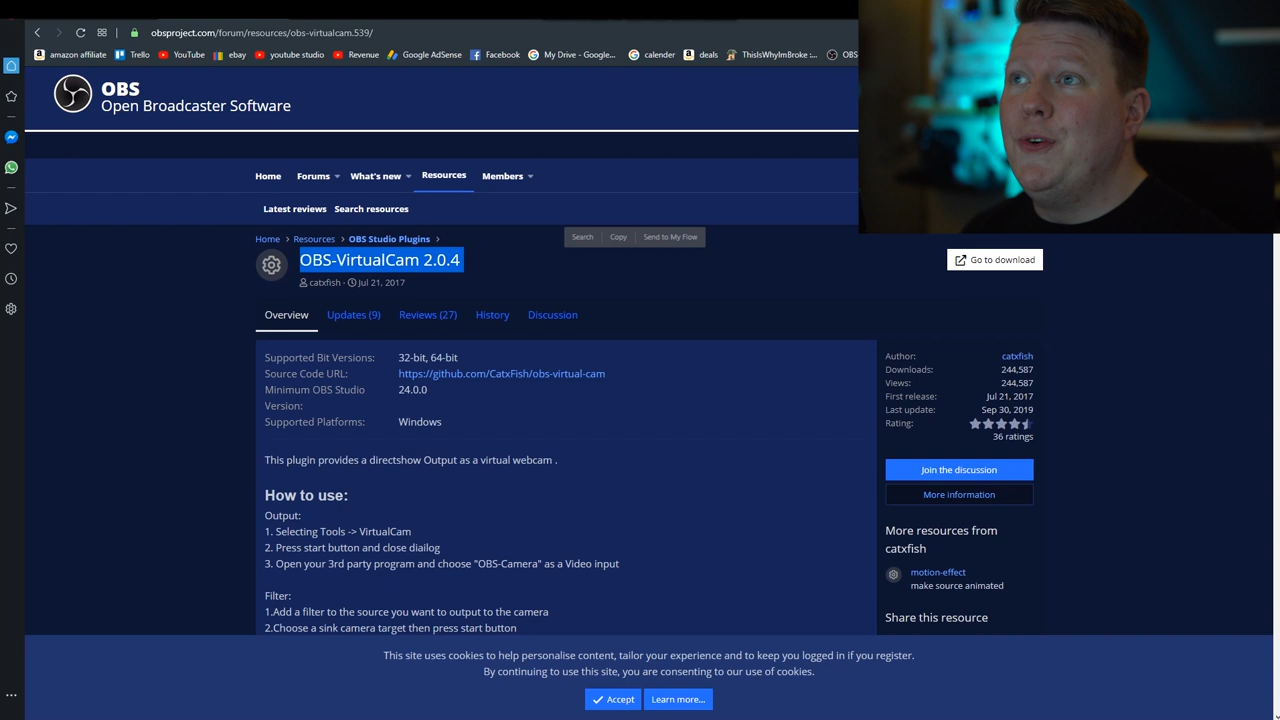 obsproject.com/forum/resources/obs-virtualcam.539/
amazon affiliate Trello YouTube ebay youtube studio Revenue Google AdSense Facebook My Drive - Google... calender deals ThisIsWhyImBroke :... OBS
OBS
Open Broadcaster Software
Home Forums What's new Resources Members
Latest reviews Search resources
Home Resources OBS Studio Plugins
Search Copy Send to My Flow
OBS-VirtualCam 2.0.4
Go to download
catxfish · Jul 21, 2017
Overview Updates (9) Reviews (27) History Discussion
Supported Bit Versions: 32-bit, 64-bit
Source Code URL: https://github.com/CatxFish/obs-virtual-cam
Minimum OBS Studio Version: 24.0.0
Supported Platforms: Windows
This plugin provides a directshow Output as a virtual webcam .
How to use:
Output:
1. Selecting Tools -> VirtualCam
2. Press start button and close diailog
3. Open your 3rd party program and choose "OBS-Camera" as a Video input
Filter:
1.Add a filter to the source you want to output to the camera
2.Choose a sink camera target then press start button
Author: catxfish
Downloads: 244,587
Views: 244,587
First release: Jul 21, 2017
Last update: Sep 30, 2019
Rating:
36 ratings
Join the discussion
More information
More resources from
catxfish
motion-effect
make source animated
Share this resource
This site uses cookies to help personalise content, tailor your experience and to keep you logged in if you register.
By continuing to use this site, you are consenting to our use of cookies.
Accept Learn more...